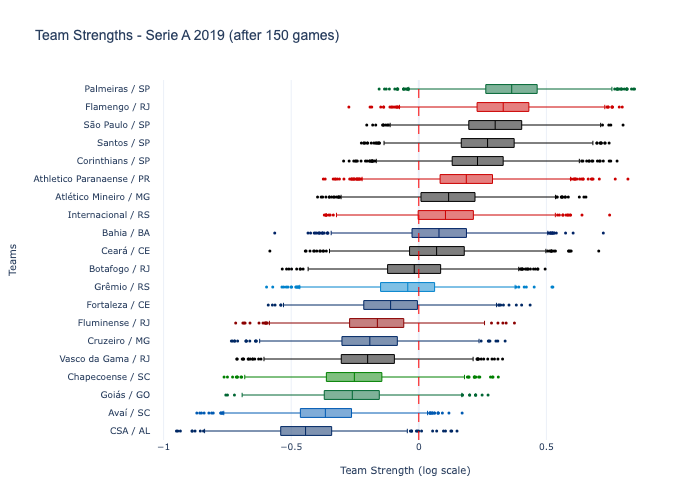 Team Strengths - Serie A 2019 (after 150 games)
Palmeiras / SP
Flamengo / RJ
São Paulo / SP
Santos / SP
Corinthians / SP
Athletico Paranaense / PR
Atlético Mineiro / MG
Internacional / RS
Bahia / BA
Ceará / CE
Botafogo / RJ
Grêmio / RS
Fortaleza / CE
Fluminense / RJ
Cruzeiro / MG
Vasco da Gama / RJ
Chapecoense / SC
Goiás / GO
Avaí / SC
CSA / AL
Teams
−1 −0.5 0 0.5
Team Strength (log scale)